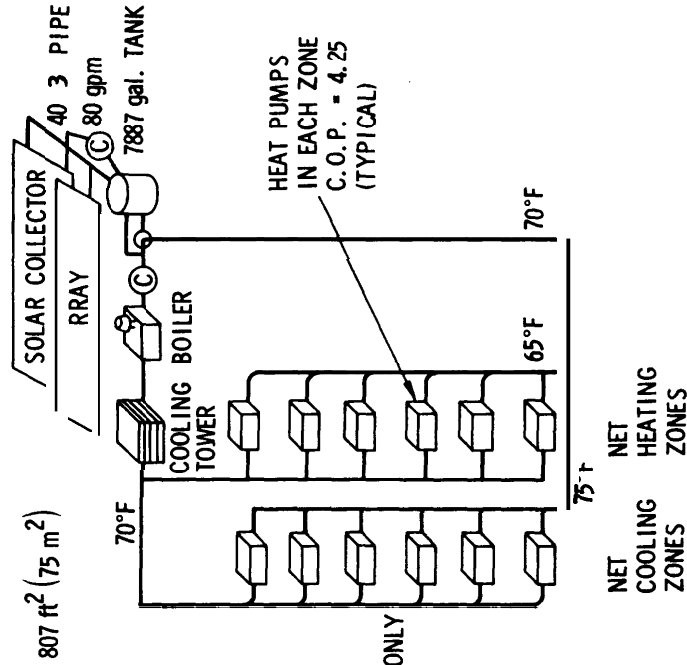 807 ft² (75 m²)
SOLAR COLLECTOR
RRAY
40 3 PIPE
80 gpm
C
7887 gal. TANK
C
BOILER
COOLING
TOWER
70°F
HEAT PUMPS
IN EACH ZONE
C.O.P. = 4.25
(TYPICAL)
70°F
65°F
75
ONLY
NET
COOLING
ZONES
NET
HEATING
ZONES